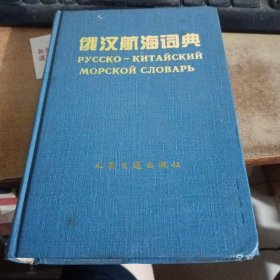 俄汉航海词典
РУССКО-КИТАЙСКИЙ
МОРСКОЙ СЛОВАРЬ
人民交通出版社